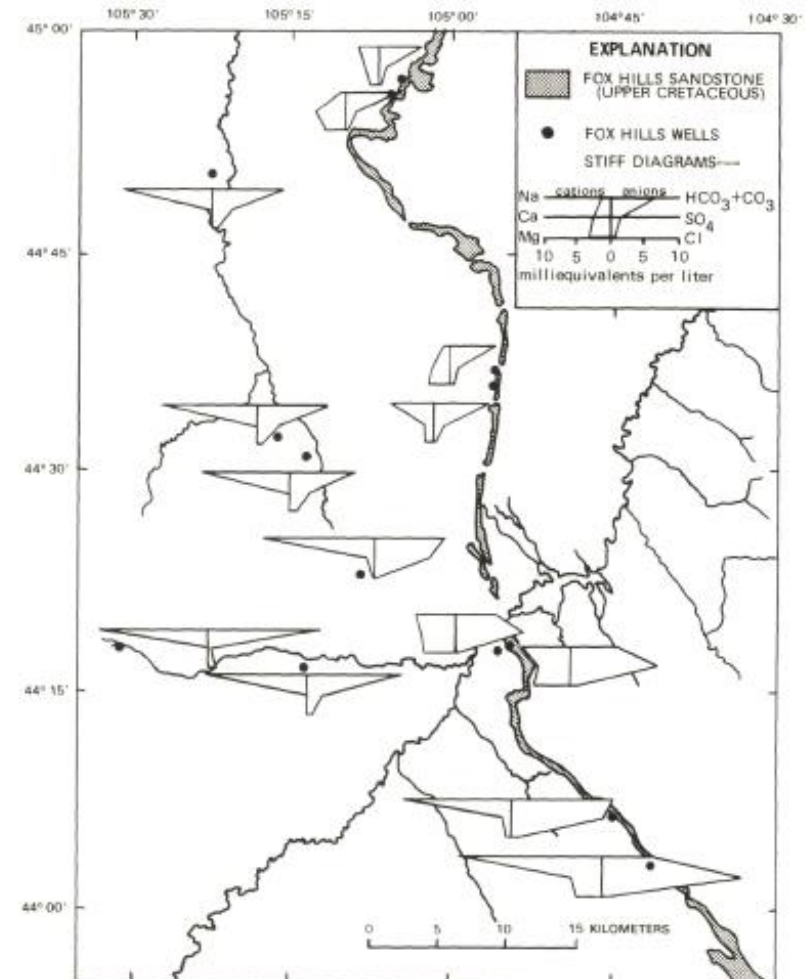 105° 30'
105° 15'
105° 00'
104° 45'
104° 30'
45° 00'
EXPLANATION
FOX HILLS SANDSTONE
(UPPER CRETACEOUS)
FOX HILLS WELLS
STIFF DIAGRAMS
cations anions
Na HCO3+CO3
Ca SO4
Mg Cl
10 5 0 5 10
milliequivalents per liter
44° 45'
44° 30'
44° 15'
44° 00'
0 5 10 15 KILOMETERS